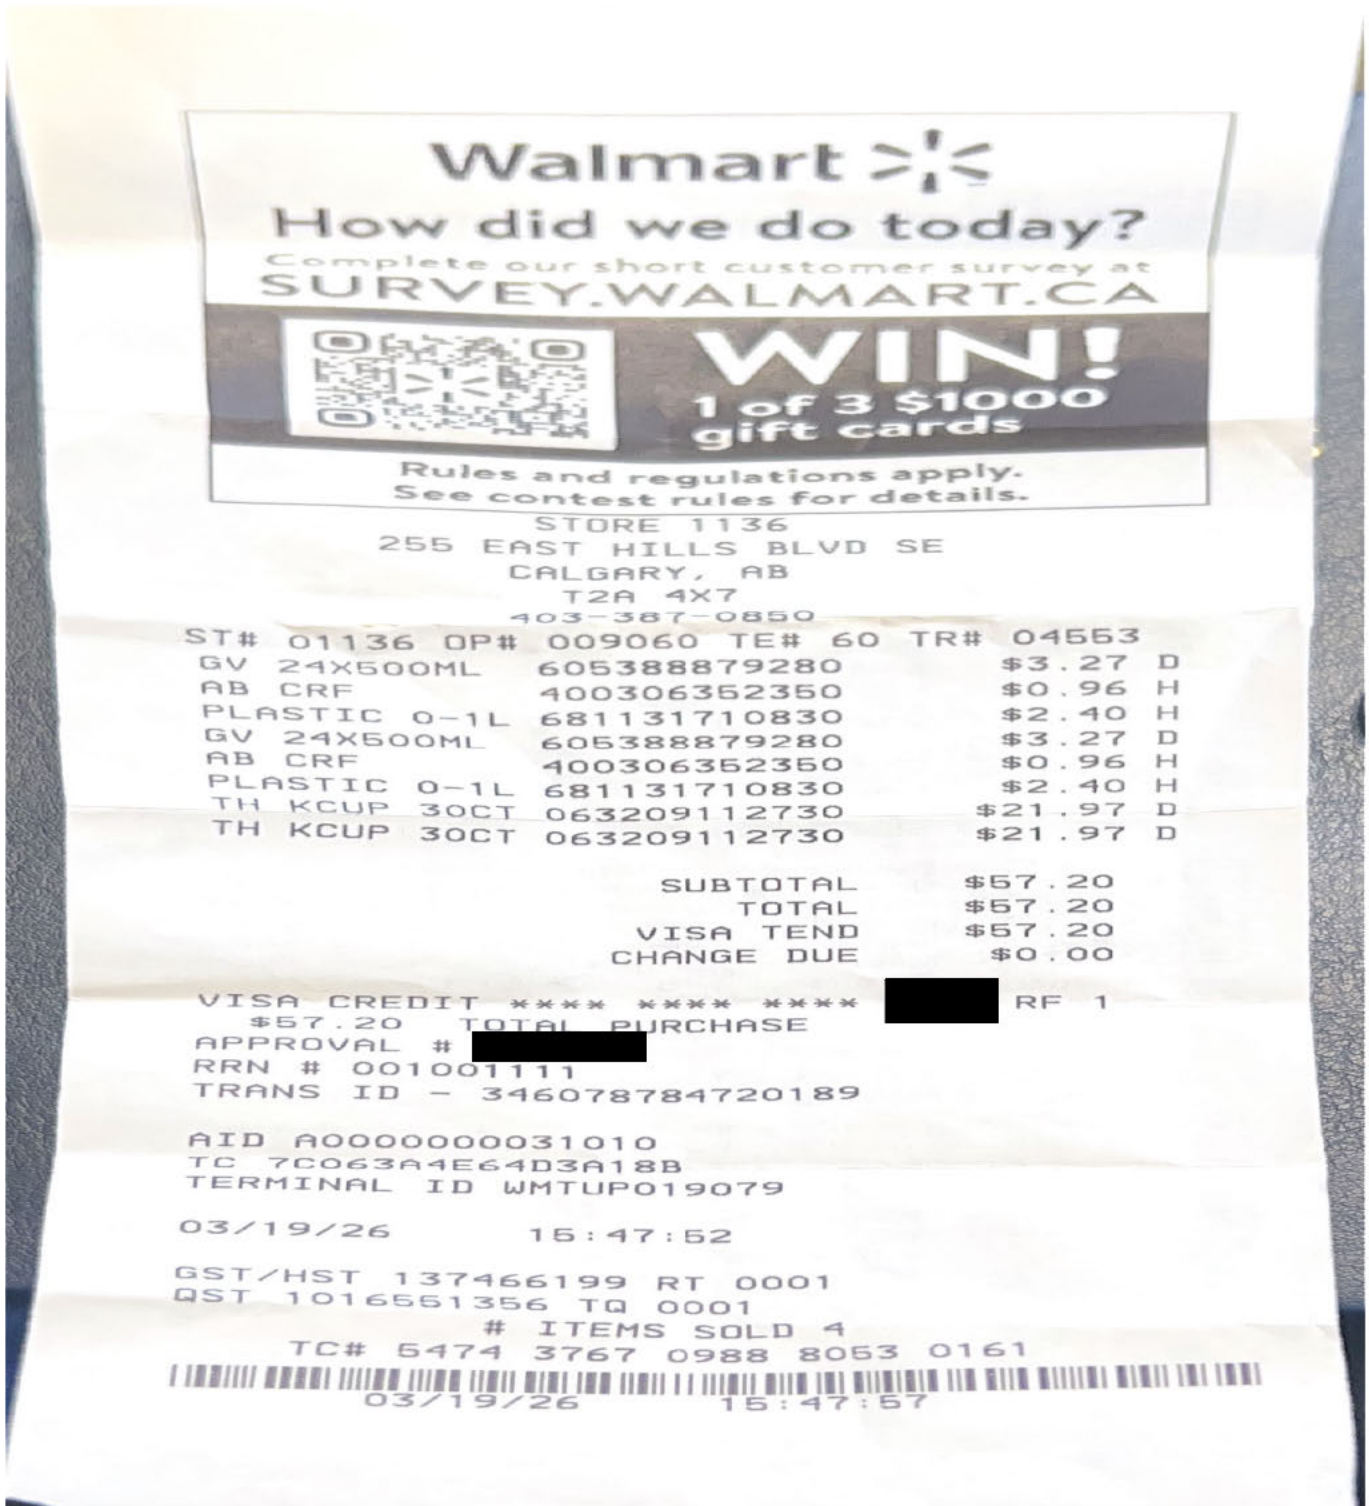 Walmart
How did we do today?
Complete our short customer survey at
SURVEY.WALMART.CA
WIN!
1 of 3 $1000
gift cards
Rules and regulations apply.
See contest rules for details.
STORE 1136
255 EAST HILLS BLVD SE
CALGARY, AB
T2A 4X7
403-387-0850
ST# 01136 OP# 009060 TE# 60 TR# 04553
GV 24X500ML 605388879280 $3.27 D
AB CRF 400306352350 $0.96 H
PLASTIC 0-1L 681131710830 $2.40 H
GV 24X500ML 605388879280 $3.27 D
AB CRF 400306352350 $0.96 H
PLASTIC 0-1L 681131710830 $2.40 H
TH KCUP 30CT 063209112730 $21.97 D
TH KCUP 30CT 063209112730 $21.97 D
SUBTOTAL $57.20
TOTAL $57.20
VISA TEND $57.20
CHANGE DUE $0.00
VISA CREDIT **** **** **** RF 1
$57.20 TOTAL PURCHASE
APPROVAL #
RRN # 001001111
TRANS ID - 346078784720189
AID A0000000031010
TC 7C063A4E64D3A18B
TERMINAL ID WMTUP019079
03/19/26 15:47:52
GST/HST 137466199 RT 0001
QST 1016551356 TQ 0001
# ITEMS SOLD 4
TC# 5474 3767 0988 8053 0161
03/19/26 15:47:57